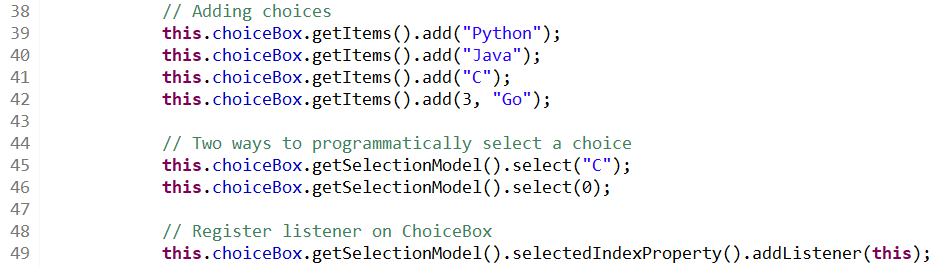 38 // Adding choices
39 this.choiceBox.getItems().add("Python");
40 this.choiceBox.getItems().add("Java");
41 this.choiceBox.getItems().add("C");
42 this.choiceBox.getItems().add(3, "Go");
43
44 // Two ways to programmatically select a choice
45 this.choiceBox.getSelectionModel().select("C");
46 this.choiceBox.getSelectionModel().select(0);
47
48 // Register listener on ChoiceBox
49 this.choiceBox.getSelectionModel().selectedIndexProperty().addListener(this);